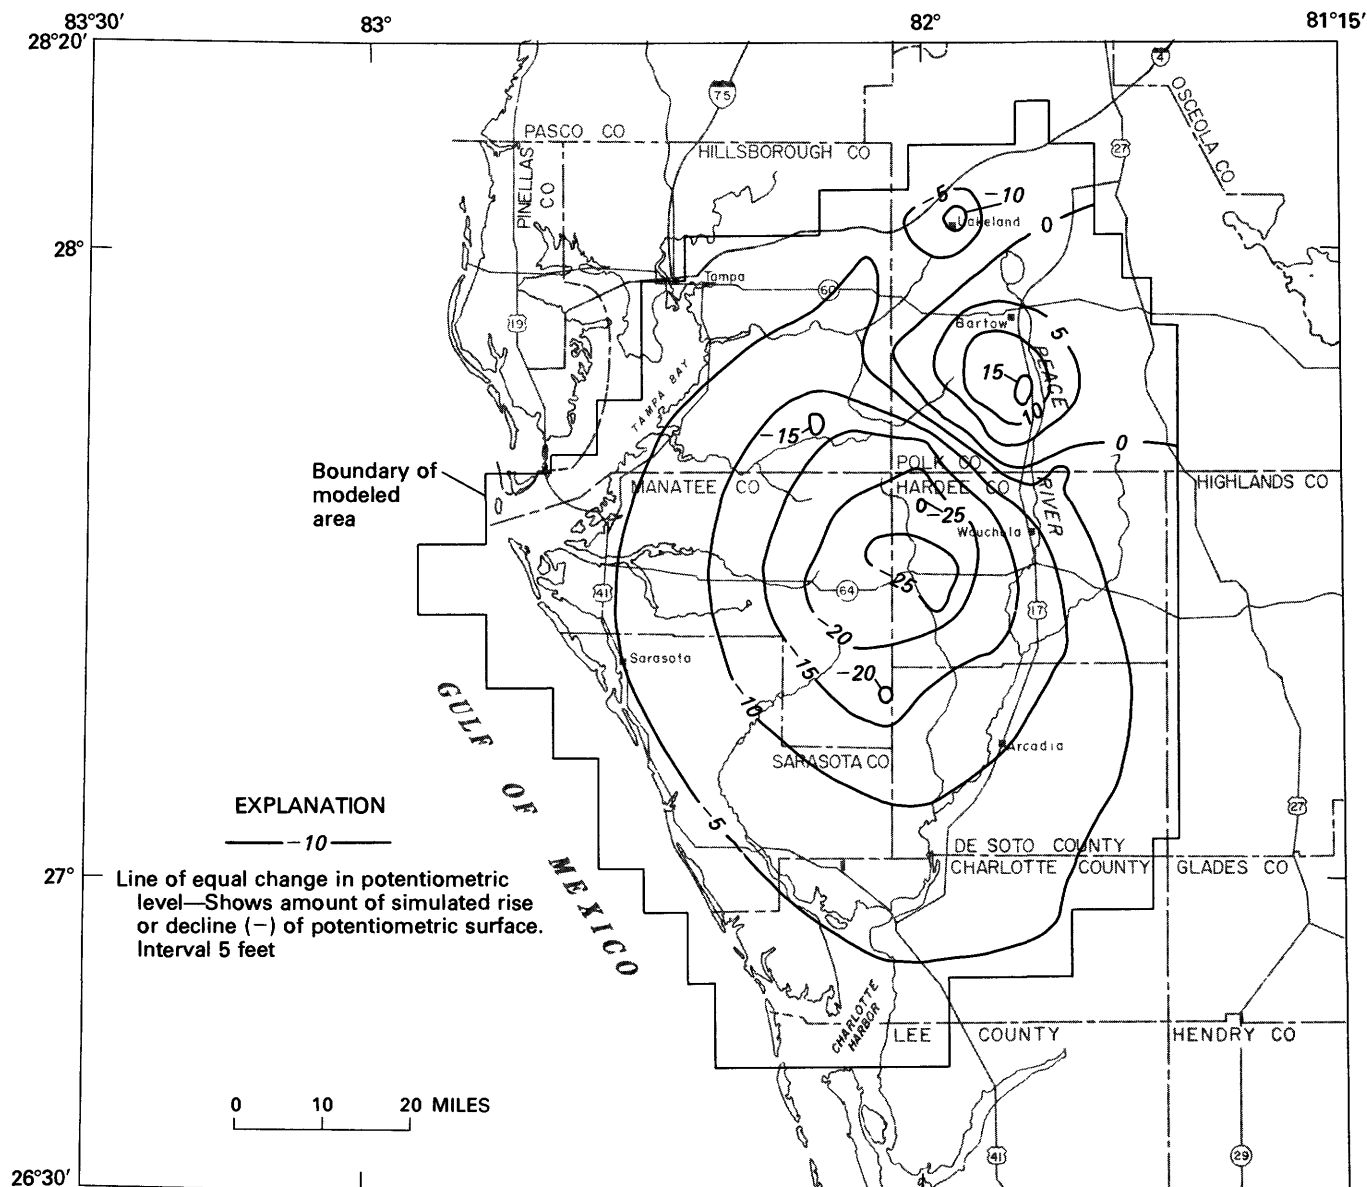 83°30′
83°
82°
81°15′
28°20′
4
75
OSCEOLA CO
PASCO CO
HILLSBOROUGH CO
27
PINELLAS CO
-5
-10
Lakeland
0
28°
Tampa
60
19
Bartow
5
PEACE
15
10
TAMPA BAY
-15
0
POLK CO
Boundary of
modeled
area
MANATEE CO
HARDEE CO
RIVER
HIGHLANDS CO
-25
Wauchula
-25
64
41
17
-20
Sarasota
-15
-20
-10
GULF OF MEXICO
Arcadia
SARASOTA CO
EXPLANATION
-10
-5
27
DE SOTO COUNTY
CHARLOTTE COUNTY
GLADES CO
27°
Line of equal change in potentiometric
level—Shows amount of simulated rise
or decline (−) of potentiometric surface.
Interval 5 feet
CHARLOTTE
HARBOR
LEE COUNTY
HENDRY CO
0 10 20 MILES
41
29
26°30′